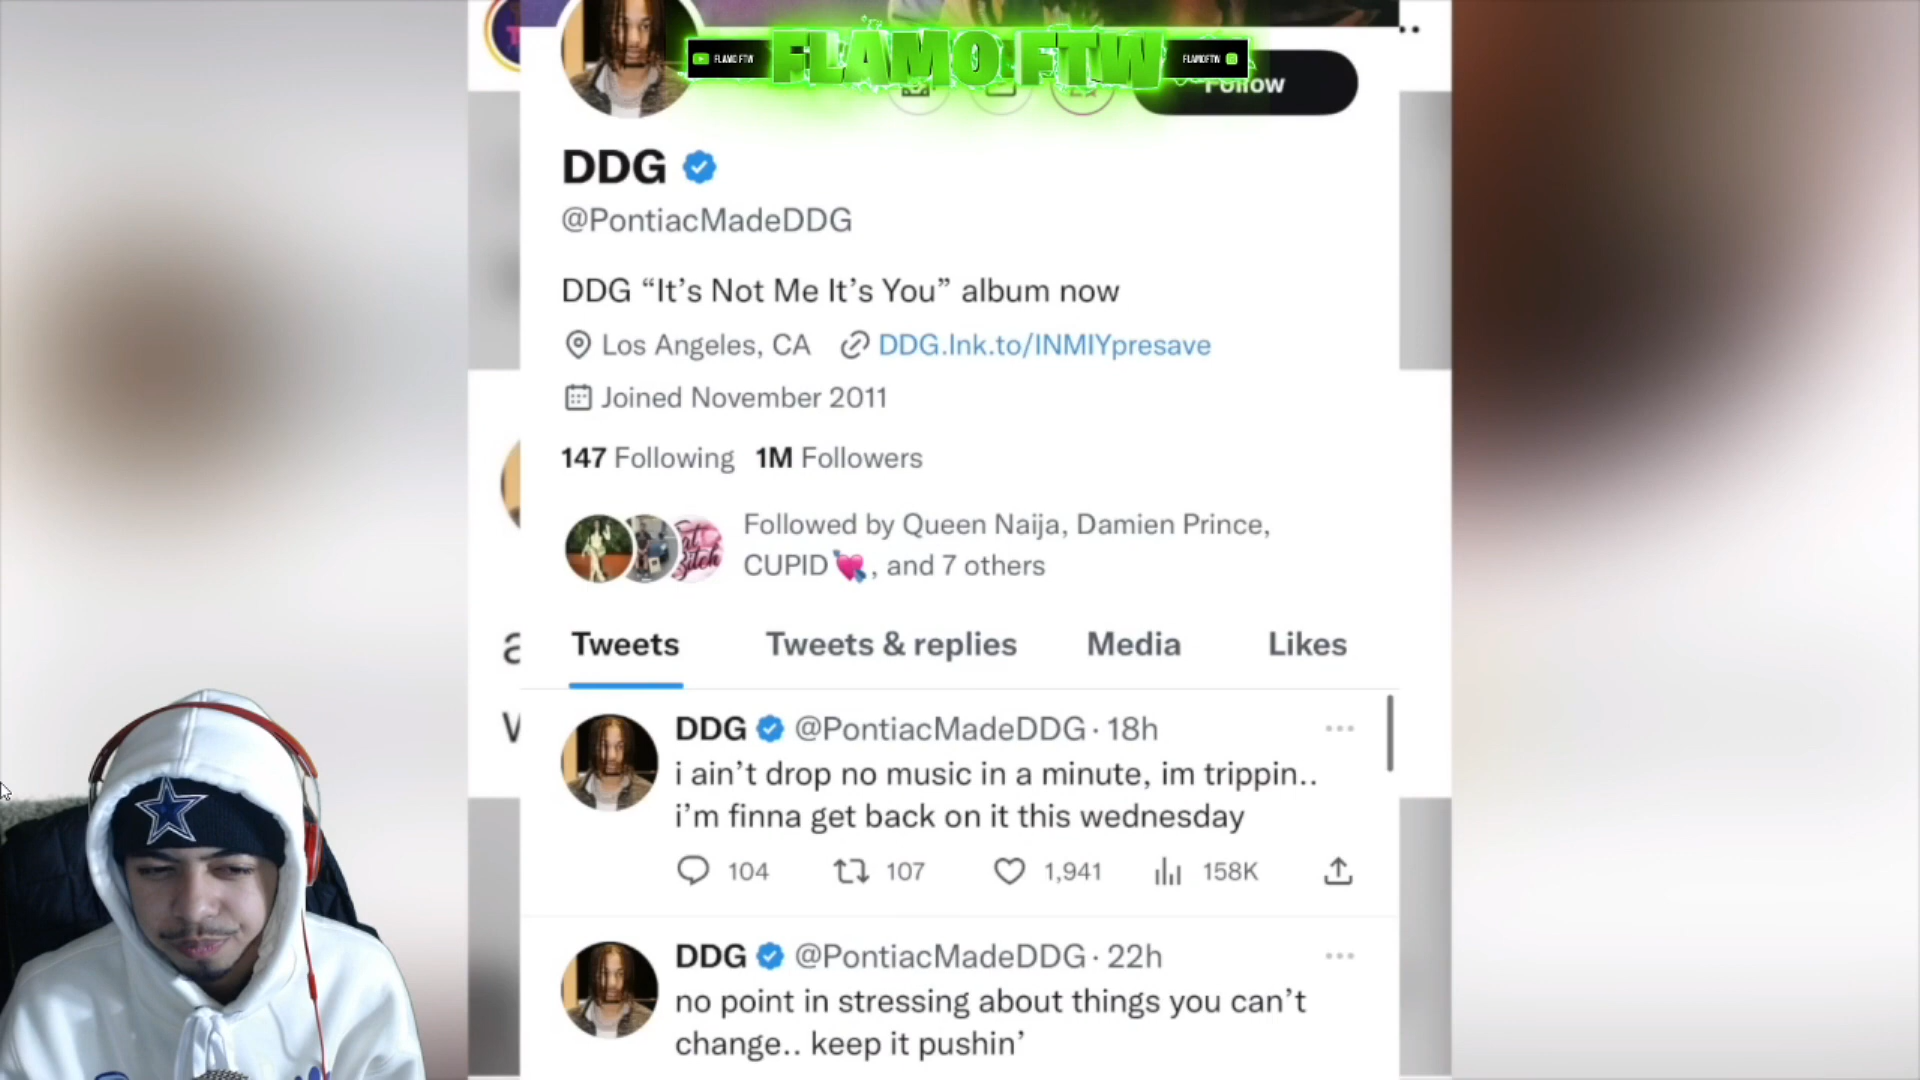 FLAMO FTW
FLAMO FTW
FLAMOFTW
Follow
DDG
@PontiacMadeDDG
DDG “It’s Not Me It’s You” album now
Los Angeles, CA
DDG.lnk.to/INMIYpresave
Joined November 2011
147 Following 1M Followers
Followed by Queen Naija, Damien Prince,
CUPID💘, and 7 others
Tweets
Tweets & replies
Media
Likes
DDG @PontiacMadeDDG · 18h
i ain’t drop no music in a minute, im trippin..
i’m finna get back on it this wednesday
104
107
1,941
158K
DDG @PontiacMadeDDG · 22h
no point in stressing about things you can’t
change.. keep it pushin’